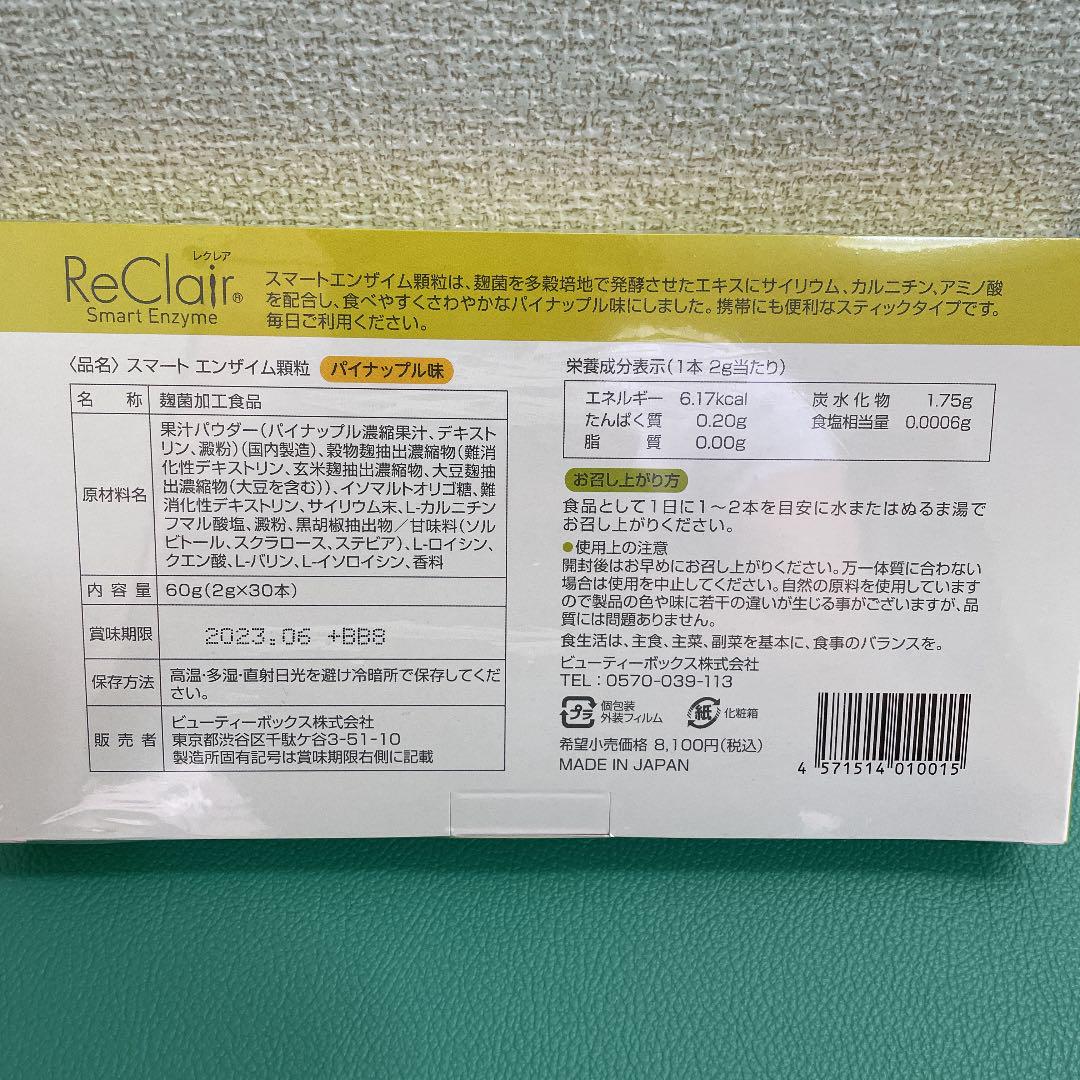 レクレア
ReClair®
Smart Enzyme
スマートエンザイム顆粒は、麹菌を多穀培地で発酵させたエキスにサイリウム、カルニチン、アミノ酸
を配合し、食べやすくさわやかなパイナップル味にしました。携帯にも便利なスティックタイプです。
毎日ご利用ください。
〈品名〉スマート エンザイム顆粒 パイナップル味
名 称 麹菌加工食品
原材料名
果汁パウダー(パイナップル濃縮果汁、デキスト
リン、澱粉)(国内製造)、穀物麹抽出濃縮物(難消
化性デキストリン、玄米麹抽出濃縮物、大豆麹抽
出濃縮物(大豆を含む))、イソマルトオリゴ糖、難
消化性デキストリン、サイリウム末、L-カルニチン
フマル酸塩、澱粉、黒胡椒抽出物/甘味料(ソル
ビトール、スクラロース、ステビア)、L-ロイシン、
クエン酸、L-バリン、L-イソロイシン、香料
内容量 60g(2g×30本)
賞味期限 2023.06 +BB8
保存方法
高温・多湿・直射日光を避け冷暗所で保存してくだ
さい。
販売者
ビューティーボックス株式会社
東京都渋谷区千駄ケ谷3-51-10
製造所固有記号は賞味期限右側に記載
栄養成分表示(1本 2g当たり)
エネルギー 6.17kcal 炭水化物 1.75g
たんぱく質 0.20g 食塩相当量 0.0006g
脂 質 0.00g
お召し上がり方
食品として1日に1～2本を目安に水またはぬるま湯で
お召し上がりください。
●使用上の注意
開封後はお早めにお召し上がりください。万一体質に合わない
場合は使用を中止してください。自然の原料を使用しています
ので製品の色や味に若干の違いが生じる事がございますが、品
質には問題ありません。
食生活は、主食、主菜、副菜を基本に、食事のバランスを。
ビューティーボックス株式会社
TEL：0570-039-113
プラ 個包装
外装フィルム
紙 化粧箱
希望小売価格 8,100円(税込)
MADE IN JAPAN
4 571514 010015